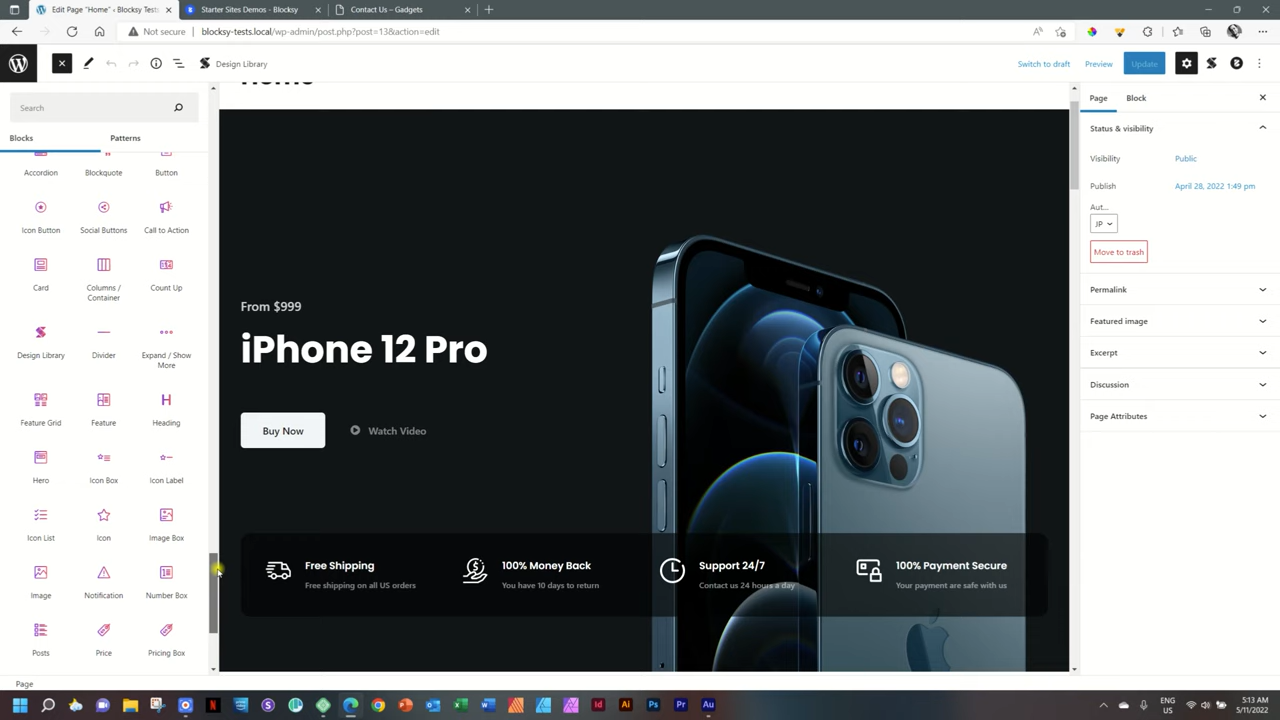 Edit Page "Home" ‹ Blocksy Tests
Starter Sites Demos - Blocksy
Contact Us – Gadgets
Not secure
blocksy-tests.local/wp-admin/post.php?post=13&action=edit
Design Library
Switch to draft
Preview
Update
Search
Blocks
Patterns
Accordion
Blockquote
Button
Icon Button
Social Buttons
Call to Action
Card
Columns /
Container
Count Up
Design Library
Divider
Expand / Show
More
Feature Grid
Feature
Heading
Hero
Icon Box
Icon Label
Icon List
Icon
Image Box
Image
Notification
Number Box
Posts
Price
Pricing Box
Home
From $999
iPhone 12 Pro
Buy Now
Watch Video
Free Shipping
Free shipping on all US orders
100% Money Back
You have 10 days to return
Support 24/7
Contact us 24 hours a day
100% Payment Secure
Your payment are safe with us
Page
Block
Status & visibility
Visibility
Public
Publish
April 28, 2022 1:49 pm
Aut...
JP
Move to trash
Permalink
Featured image
Excerpt
Discussion
Page Attributes
Page
ENG
US
5:13 AM
5/11/2022